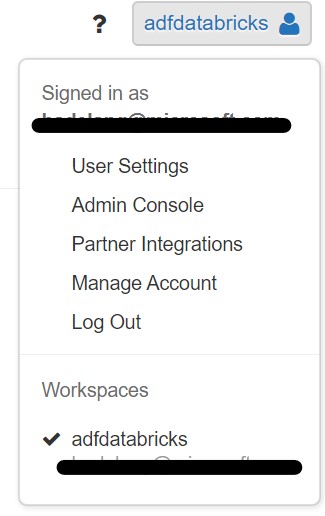 ? adfdatabricks
Signed in as
User Settings
Admin Console
Partner Integrations
Manage Account
Log Out
Workspaces
adfdatabricks